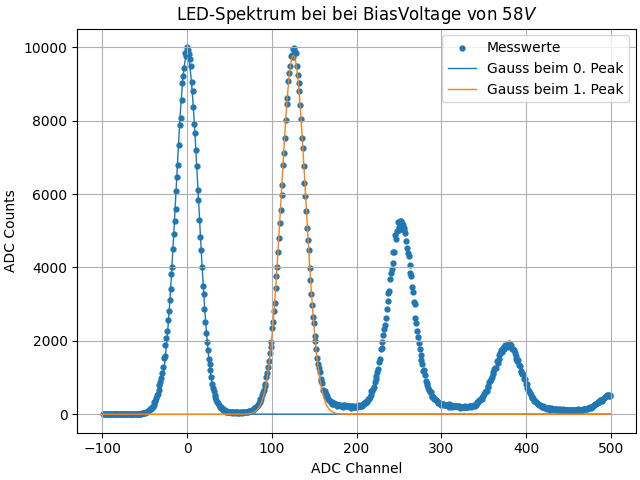 LED-Spektrum bei bei BiasVoltage von 58V
Messwerte
Gauss beim 0. Peak
Gauss beim 1. Peak
10000
8000
6000
4000
2000
0
ADC Counts
−100 0 100 200 300 400 500
ADC Channel